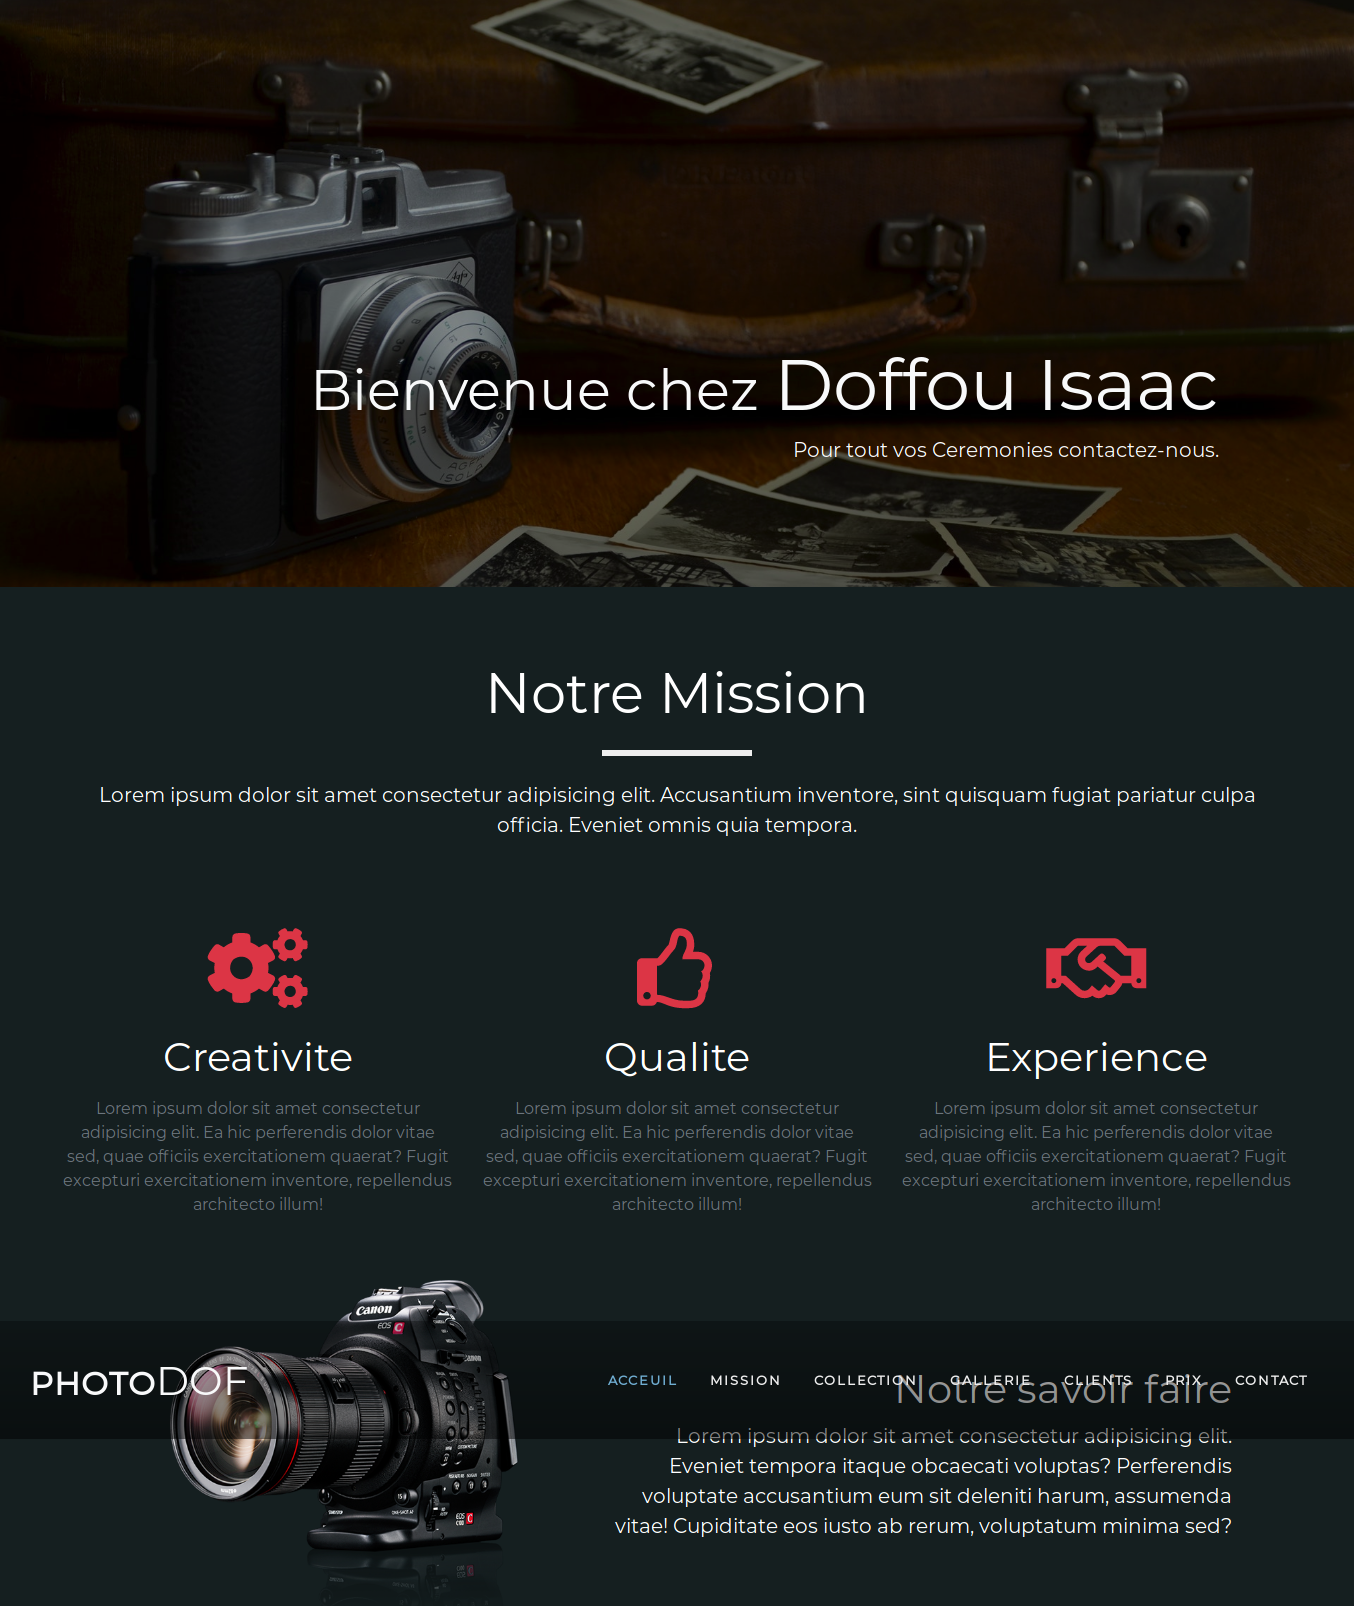 Bienvenue chez Doffou Isaac
Pour tout vos Ceremonies contactez-nous.
Notre Mission
Lorem ipsum dolor sit amet consectetur adipisicing elit. Accusantium inventore, sint quisquam fugiat pariatur culpa
officia. Eveniet omnis quia tempora.
Creativite
Lorem ipsum dolor sit amet consectetur
adipisicing elit. Ea hic perferendis dolor vitae
sed, quae officiis exercitationem quaerat? Fugit
excepturi exercitationem inventore, repellendus
architecto illum!
Qualite
Lorem ipsum dolor sit amet consectetur
adipisicing elit. Ea hic perferendis dolor vitae
sed, quae officiis exercitationem quaerat? Fugit
excepturi exercitationem inventore, repellendus
architecto illum!
Experience
Lorem ipsum dolor sit amet consectetur
adipisicing elit. Ea hic perferendis dolor vitae
sed, quae officiis exercitationem quaerat? Fugit
excepturi exercitationem inventore, repellendus
architecto illum!
Canon
EOS C
PHOTODOF
ACCEUIL MISSION COLLECTION GALLERIE CLIENTS PRIX CONTACT
Notre savoir faire
Lorem ipsum dolor sit amet consectetur adipisicing elit.
Eveniet tempora itaque obcaecati voluptas? Perferendis
voluptate accusantium eum sit deleniti harum, assumenda
vitae! Cupiditate eos iusto ab rerum, voluptatum minima sed?